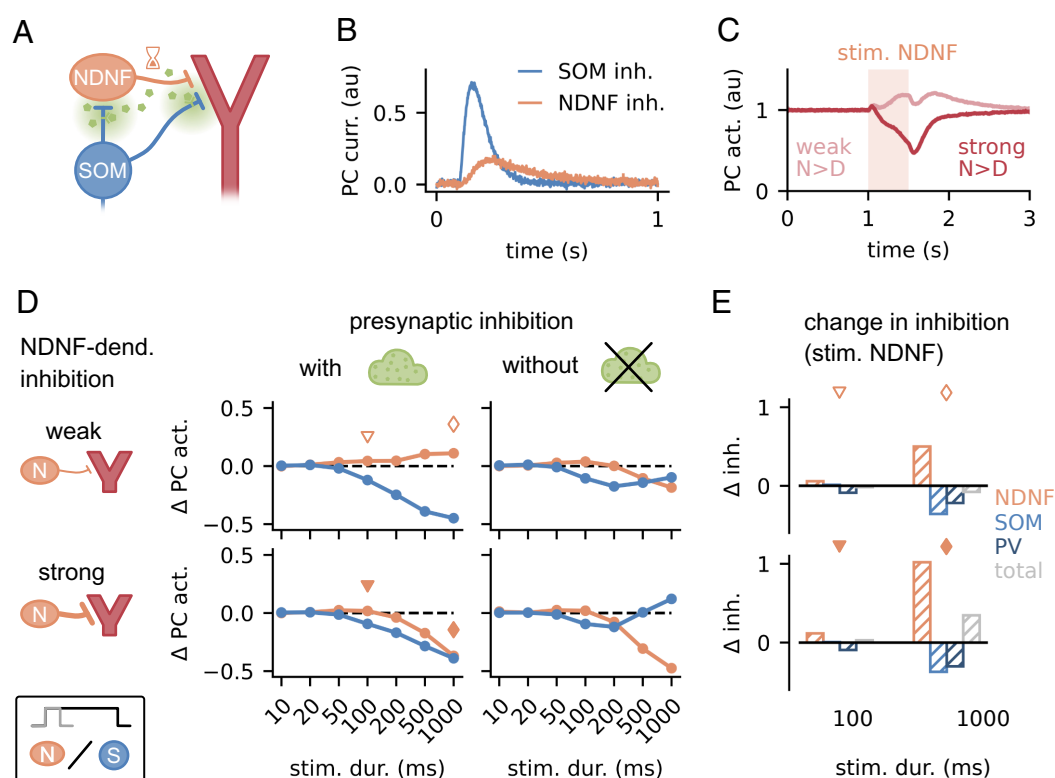 A
NDNF
SOM
B
PC curr. (au)
0.5
0.0
SOM inh.
NDNF inh.
0
1
time (s)
C
stim. NDNF
PC act. (au)
1
0
weak
N>D
strong
N>D
0
1
2
3
time (s)
D
NDNF-dend.
inhibition
presynaptic inhibition
with
without
weak
N
Δ PC act.
0.5
0.0
−0.5
strong
N
Δ PC act.
0.5
0.0
−0.5
10 20 50 100 200 500 1000
10 20 50 100 200 500 1000
stim. dur. (ms)
stim. dur. (ms)
N / S
E
change in inhibition
(stim. NDNF)
Δ inh.
1
0
NDNF
SOM
PV
total
Δ inh.
1
0
100
1000
stim. dur. (ms)